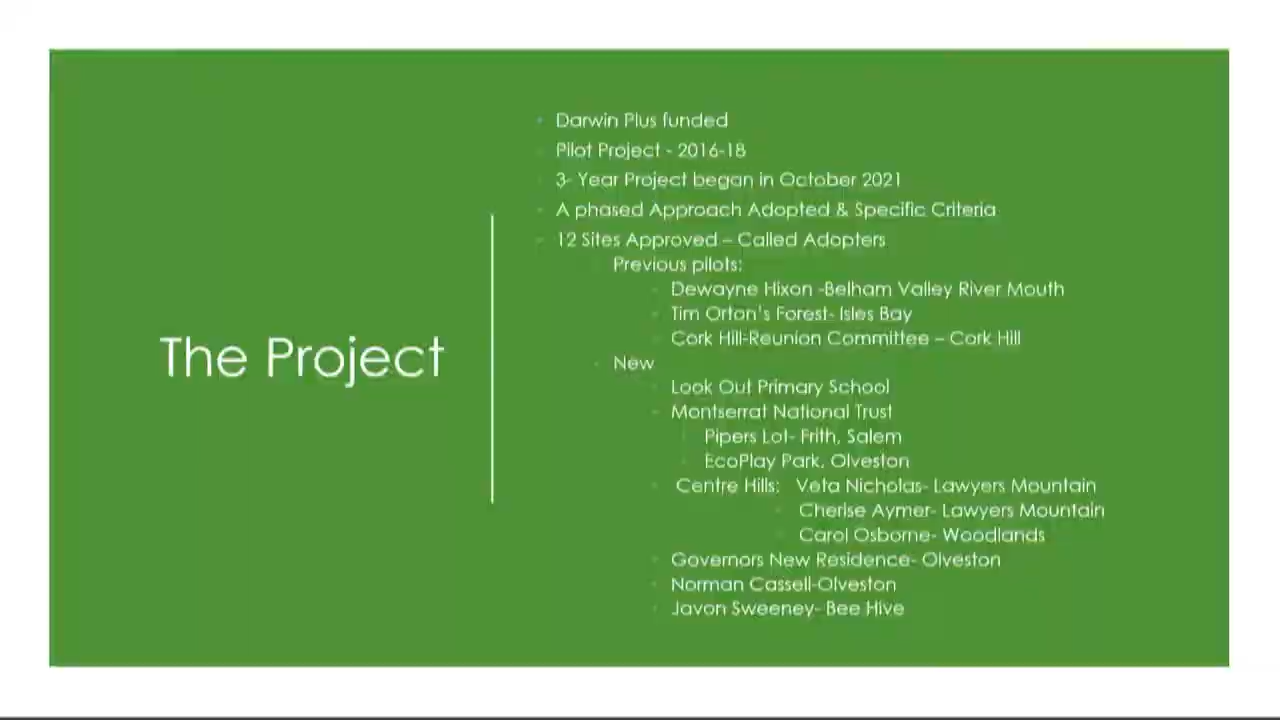 The Project
Darwin Plus funded
Pilot Project - 2016-18
3- Year Project began in October 2021
A phased Approach Adopted & Specific Criteria
12 Sites Approved – Called Adopters
Previous pilots:
Dewayne Hixon -Belham Valley River Mouth
Tim Orton's Forest- Isles Bay
Cork Hill-Reunion Committee – Cork Hill
New
Look Out Primary School
Montserrat National Trust
Pipers Lot- Frith, Salem
EcoPlay Park, Olveston
Centre Hills: Veta Nicholas- Lawyers Mountain
Cherise Aymer- Lawyers Mountain
Carol Osborne- Woodlands
Governors New Residence- Olveston
Norman Cassell-Olveston
Javon Sweeney- Bee Hive